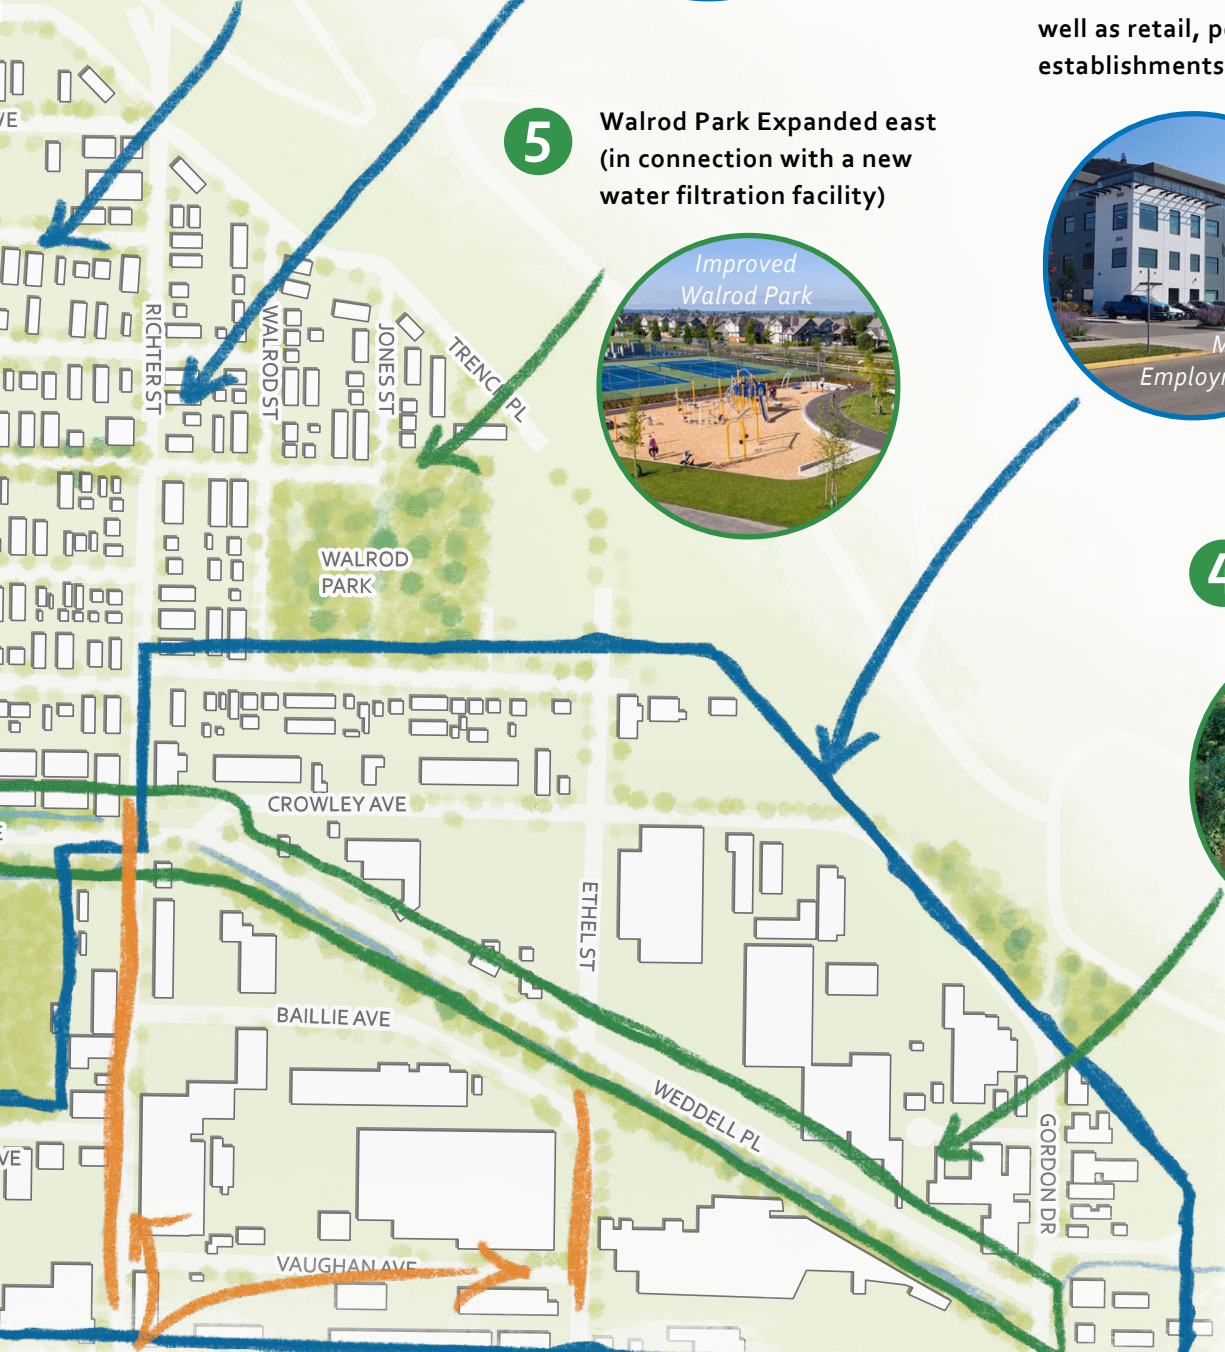 well as retail,
establishments
5
Walrod Park Expanded east
(in connection with a new
water filtration facility)
Improved
Walrod Park
VE
RICHTER ST
WALROD ST
JONES ST
TRENCH PL
Employ
WALROD
PARK
4
CROWLEY AVE
E
ETHEL ST
BAILLIE AVE
WEDDELL PL
GORDON DR
VE
VAUGHAN AVE